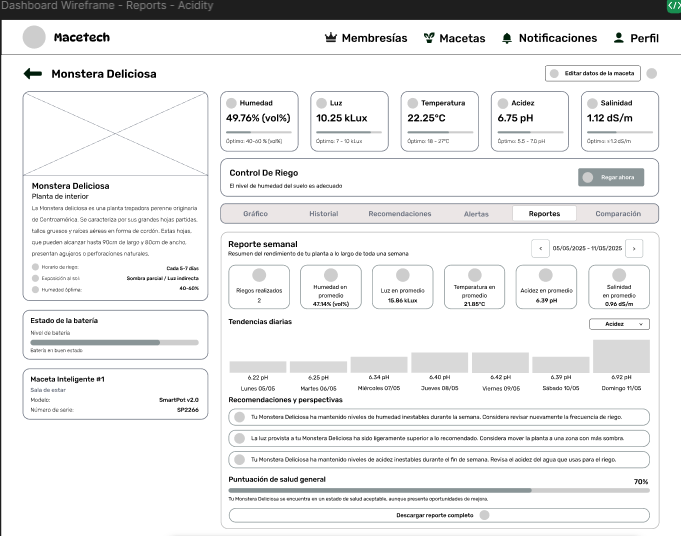 Dashboard Wireframe - Reports - Acidity
Macetech
Membresías
Macetas
Notificaciones
Perfil
Monstera Deliciosa
Editar datos de la maceta
Monstera Deliciosa
Planta de interior
La Monstera deliciosa es una planta trepadora perenne originaria
de Centroamérica. Se caracteriza por sus grandes hojas partidas,
tallos gruesos y raíces aéreas en forma de cordón. Estas hojas,
que pueden alcanzar hasta 90cm de largo y 80cm de ancho,
presentan agujeros o perforaciones naturales.
Horario de riego: Cada 5-7 días
Exposición al sol: Sombra parcial / Luz indirecta
Humedad óptima: 40-60%
Estado de la batería
Nivel de batería
Batería en buen estado
Maceta Inteligente #1
Sala de estar
Modelo: SmartPot v2.0
Número de serie: SP2266
Humedad
49.76% (vol%)
Óptimo: 40-60 % (vol%)
Luz
10.25 kLux
Óptimo: 7 - 10 kLux
Temperatura
22.25°C
Óptimo: 18 - 27°C
Acidez
6.75 pH
Óptimo: 5.5 - 7.0 pH
Salinidad
1.12 dS/m
Óptimo: <1.2 dS/m
Control De Riego
El nivel de humedad del suelo es adecuado
Regar ahora
Gráfico
Historial
Recomendaciones
Alertas
Reportes
Comparación
Reporte semanal
Resumen del rendimiento de tu planta a lo largo de toda una semana
< 05/05/2025 - 11/05/2025 >
Riegos realizados
2
Humedad en
promedio
47.14% (vol%)
Luz en promedio
15.86 kLux
Temperatura en
promedio
21.85°C
Acidez en promedio
6.39 pH
Salinidad
en promedio
0.96 dS/m
Tendencias diarias
Acidez
6.22 pH
6.25 pH
6.34 pH
6.40 pH
6.42 pH
6.39 pH
6.92 pH
Lunes 05/05
Martes 06/05
Miércoles 07/05
Jueves 08/05
Viernes 09/05
Sábado 10/05
Domingo 11/05
Recomendaciones y perspectivas
Tu Monstera Deliciosa ha mantenido niveles de humedad inestables durante la semana. Considera revisar nuevamente la frecuencia de riego.
La luz provista a tu Monstera Deliciosa ha sido ligeramente superior a lo recomendado. Considera mover la planta a una zona con más sombra.
Tu Monstera Deliciosa ha mantenido niveles de acidez inestables durante el fin de semana. Revisa el acidez del agua que usas para el riego.
Puntuación de salud general
70%
Tu Monstera Deliciosa se encuentra en un estado de salud aceptable, aunque presenta oportunidades de mejora.
Descargar reporte completo